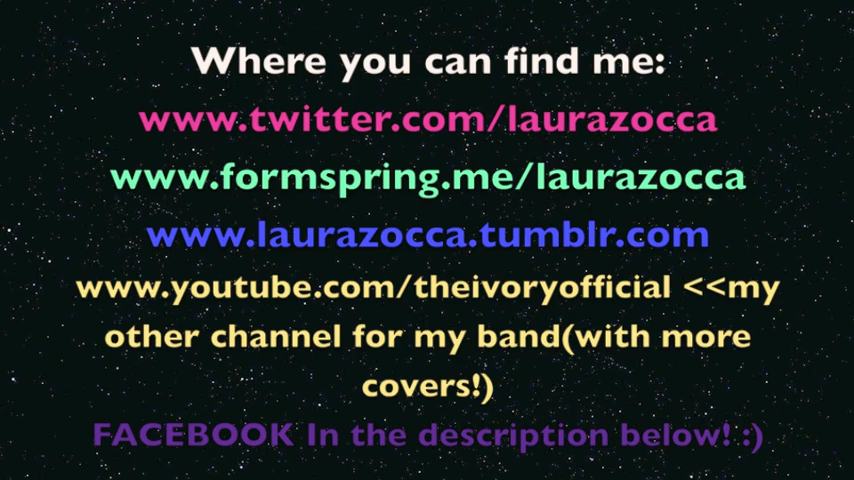 Where you can find me:
www.twitter.com/laurazocca
www.formspring.me/laurazocca
www.laurazocca.tumblr.com
www.youtube.com/theivoryofficial <<my
other channel for my band(with more
covers!)
FACEBOOK In the description below! :)